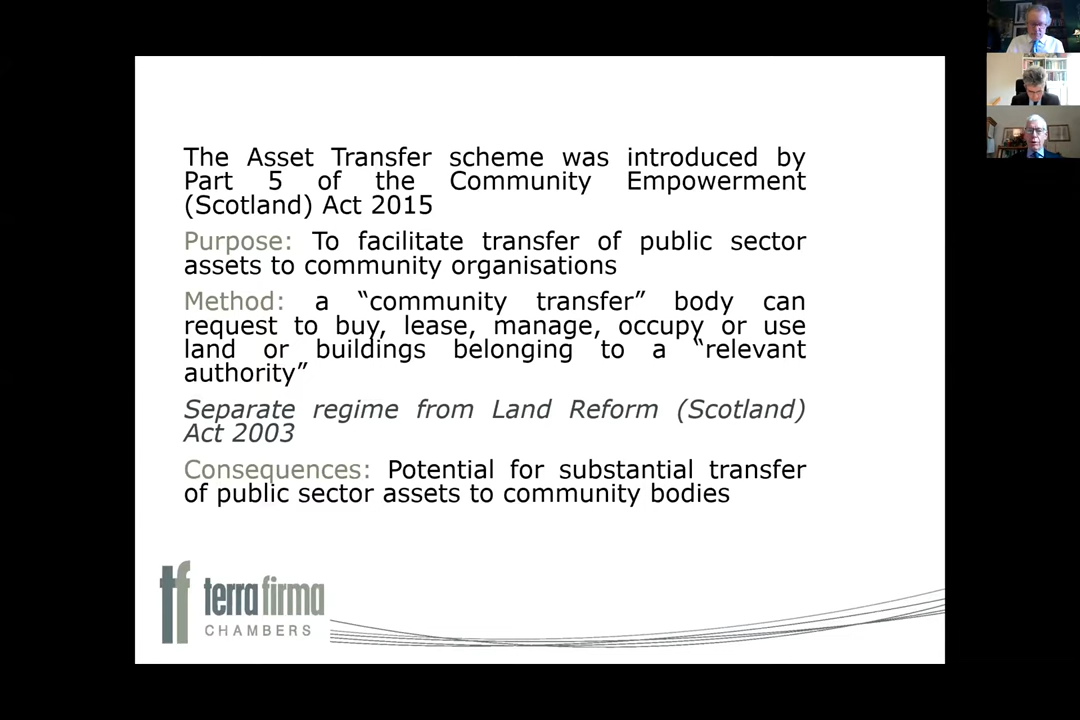 The Asset Transfer scheme was introduced by
Part 5 of the Community Empowerment
(Scotland) Act 2015
Purpose: To facilitate transfer of public sector
assets to community organisations
Method: a “community transfer” body can
request to buy, lease, manage, occupy or use
land or buildings belonging to a “relevant
authority”
Separate regime from Land Reform (Scotland)
Act 2003
Consequences: Potential for substantial transfer
of public sector assets to community bodies
tf terra firma
CHAMBERS